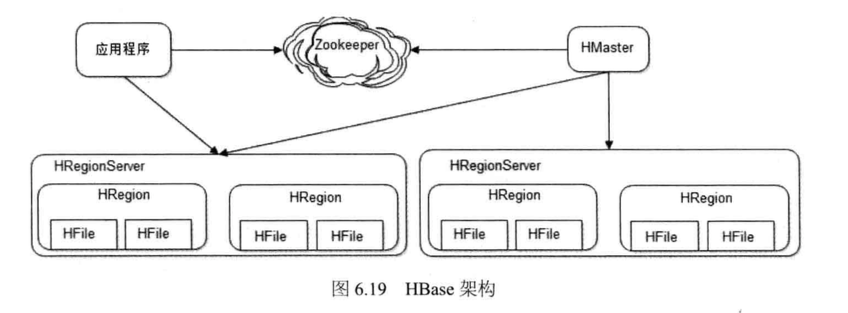 应用程序
Zookeeper
HMaster
HRegionServer
HRegion
HFile HFile
HRegion
HFile HFile
HRegionServer
HRegion
HFile HFile
HRegion
HFile HFile
图 6.19 HBase 架构